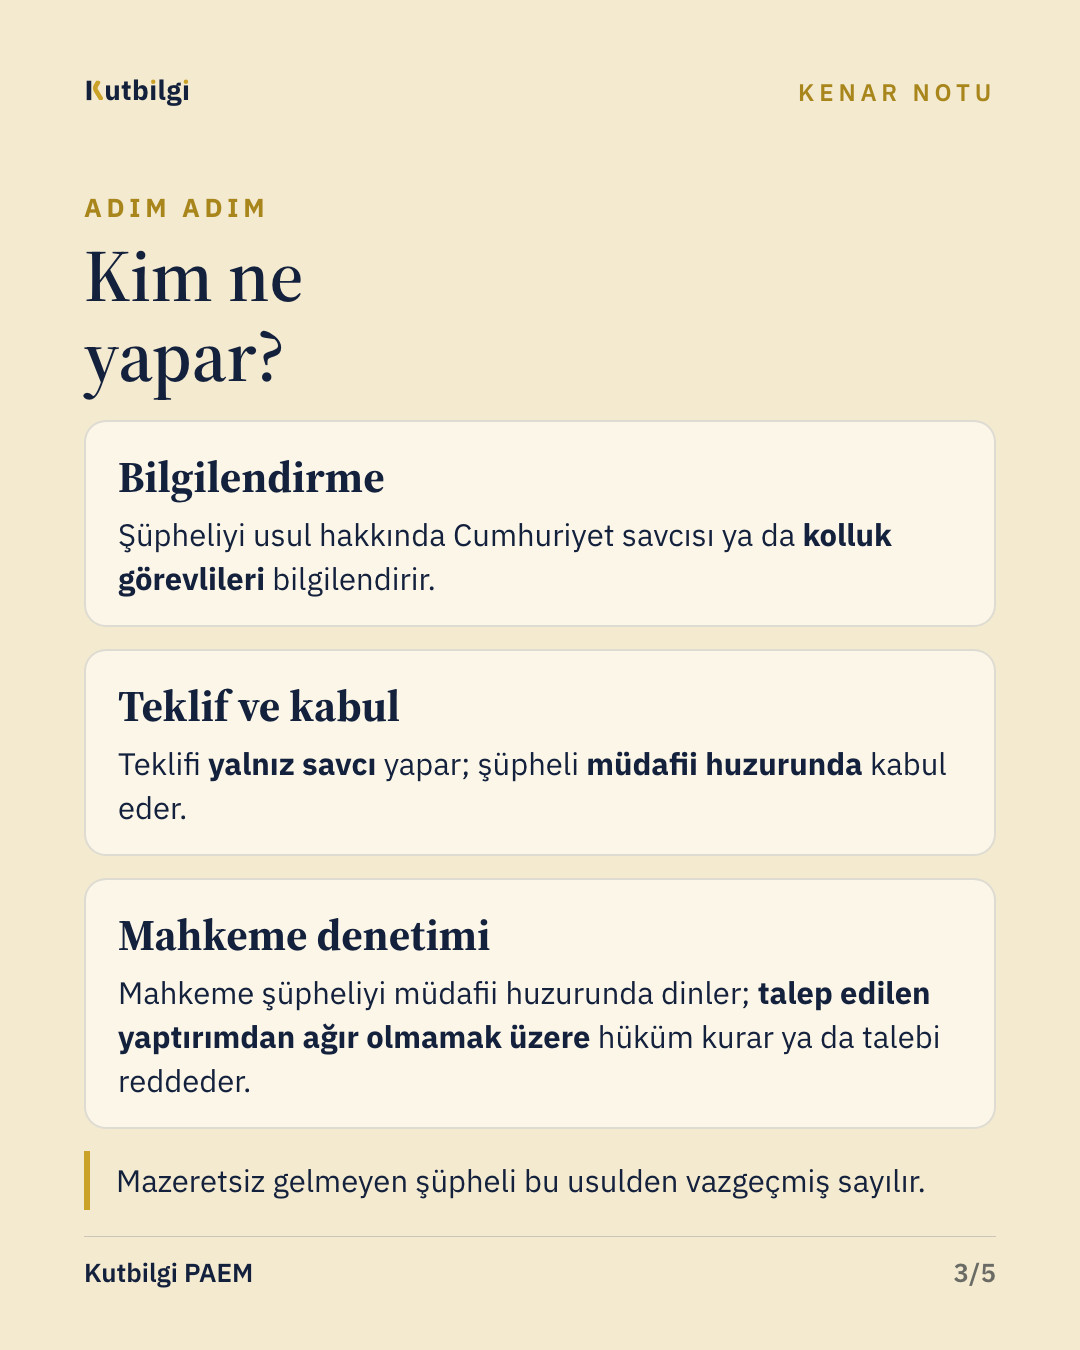 Kutbilgi
KENAR NOTU
ADIM ADIM
Kim ne
yapar?
Bilgilendirme
Şüpheliyi usul hakkında Cumhuriyet savcısı ya da kolluk
görevlileri bilgilendirir.
Teklif ve kabul
Teklifi yalnız savcı yapar; şüpheli müdafii huzurunda kabul
eder.
Mahkeme denetimi
Mahkeme şüpheliyi müdafii huzurunda dinler; talep edilen
yaptırımdan ağır olmamak üzere hüküm kurar ya da talebi
reddeder.
Mazeretsiz gelmeyen şüpheli bu usulden vazgeçmiş sayılır.
Kutbilgi PAEM
3/5